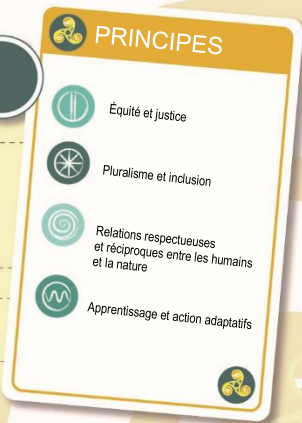 PRINCIPES
Équité et justice
Pluralisme et inclusion
Relations respectueuses
et réciproques entre les humains
et la nature
Apprentissage et action adaptatifs